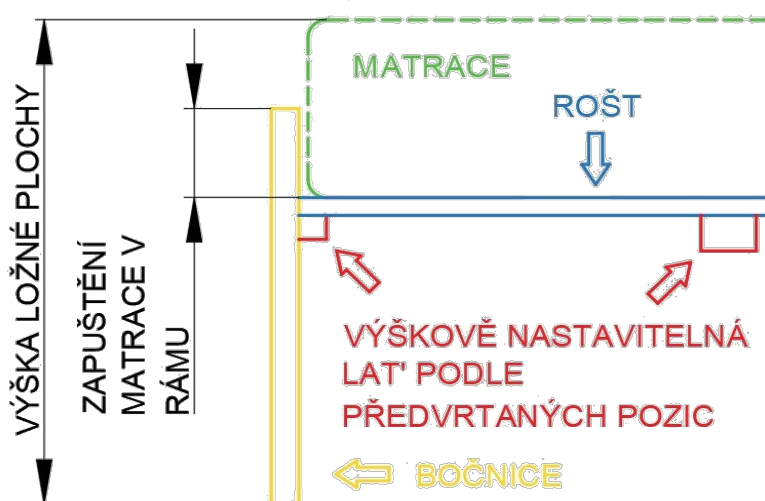 MATRACE
ROŠT
VÝŠKA LOŽNÉ PLOCHY
ZAPUŠTĚNÍ
MATRACE V
RÁMU
VÝŠKOVĚ NASTAVITELNÁ
LAT' PODLE
PŘEDVRTANÝCH POZIC
BOČNICE